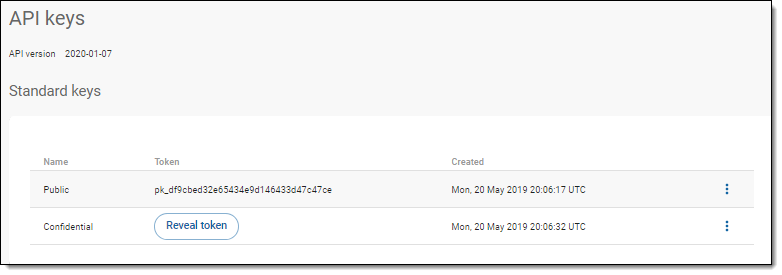 API keys
API version 2020-01-07
Standard keys
Name Token Created
Public pk_df9cbed32e65434e9d146433d47c47ce Mon, 20 May 2019 20:06:17 UTC
Confidential Reveal token Mon, 20 May 2019 20:06:32 UTC